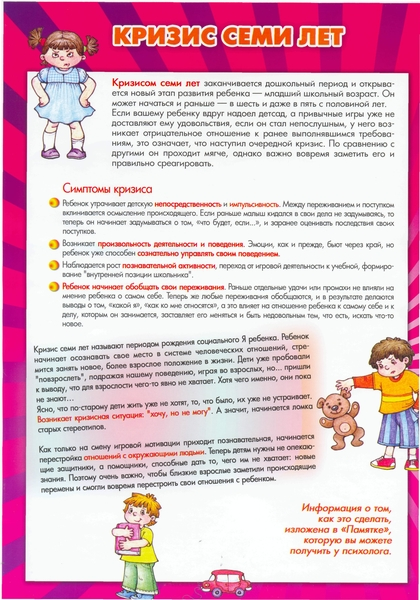 КРИЗИС СЕМИ ЛЕТ
Кризисом семи лет заканчивается дошкольный период и открыва-
ется новый этап развития ребенка — младший школьный возраст. Он
может начаться и раньше — в шесть и даже в пять с половиной лет.
Если вашему ребенку вдруг надоел детсад, а привычные игры уже не
доставляют ему удовольствия, если он стал непослушным, у него воз-
никает отрицательное отношение к ранее выполнявшимся требова-
ниям, это означает, что наступил очередной кризис. По сравнению с
другими он проходит мягче, однако важно вовремя заметить его и
правильно среагировать.
Симптомы кризиса
Ребенок утрачивает детскую непосредственность и импульсивность. Между переживанием и поступком
вклинивается осмысление происходящего. Если раньше малыш кидался в свои дела не задумываясь, то
теперь он начинает задумываться о том, "что будет, если...", и заранее оценивать последствия своих
поступков.
Возникает произвольность деятельности и поведения. Эмоции, как и прежде, бьют через край, но
ребенок уже способен сознательно управлять своим поведением.
Наблюдается рост познавательной активности, переход от игровой деятельности к учебной, формиро-
вание "внутренней позиции школьника".
Ребенок начинает обобщать свои переживания. Раньше отдельные удачи или промахи не влияли на
мнение ребенка о самом себе. Теперь же любые переживания обобщаются, и в результате делаются
выводы о том, «какой я», «как ко мне относятся», а это влияет на отношение ребенка к самому себе и к
делу, которым он занимается, заставляет его меняться и быть недовольным тем, что есть, искать что-то
новое.
Кризис семи лет называют периодом рождения социального Я ребенка. Ребенок
начинает осознавать свое место в системе человеческих отношений, стре-
мится занять новое, более взрослое положение в жизни. Дети уже пробовали
"повзрослеть", подражая нашему поведению, играя во взрослых, но... пришли
к выводу, что для взрослости чего-то явно не хватает. Хотя чего именно, они пока
не знают...
Ясно, что по-старому дети жить уже не хотят, то, что было, их уже не устраивает.
Возникает кризисная ситуация: "хочу, но не могу". А значит, начинается ломка
старых стереотипов.
Как только на смену игровой мотивации приходит познавательная, начинается
перестройка отношений с окружающими людьми. Теперь детям нужны не опекаю-
щие защитники, а помощники, способные дать то, чего им не хватает: новые
знания. Поэтому очень важно, чтобы близкие взрослые заметили происходящие
перемены и смогли вовремя перестроить свои отношения с ребенком.
Информация о том,
как это сделать,
изложена в «Памятке»,
которую вы можете
получить у психолога.